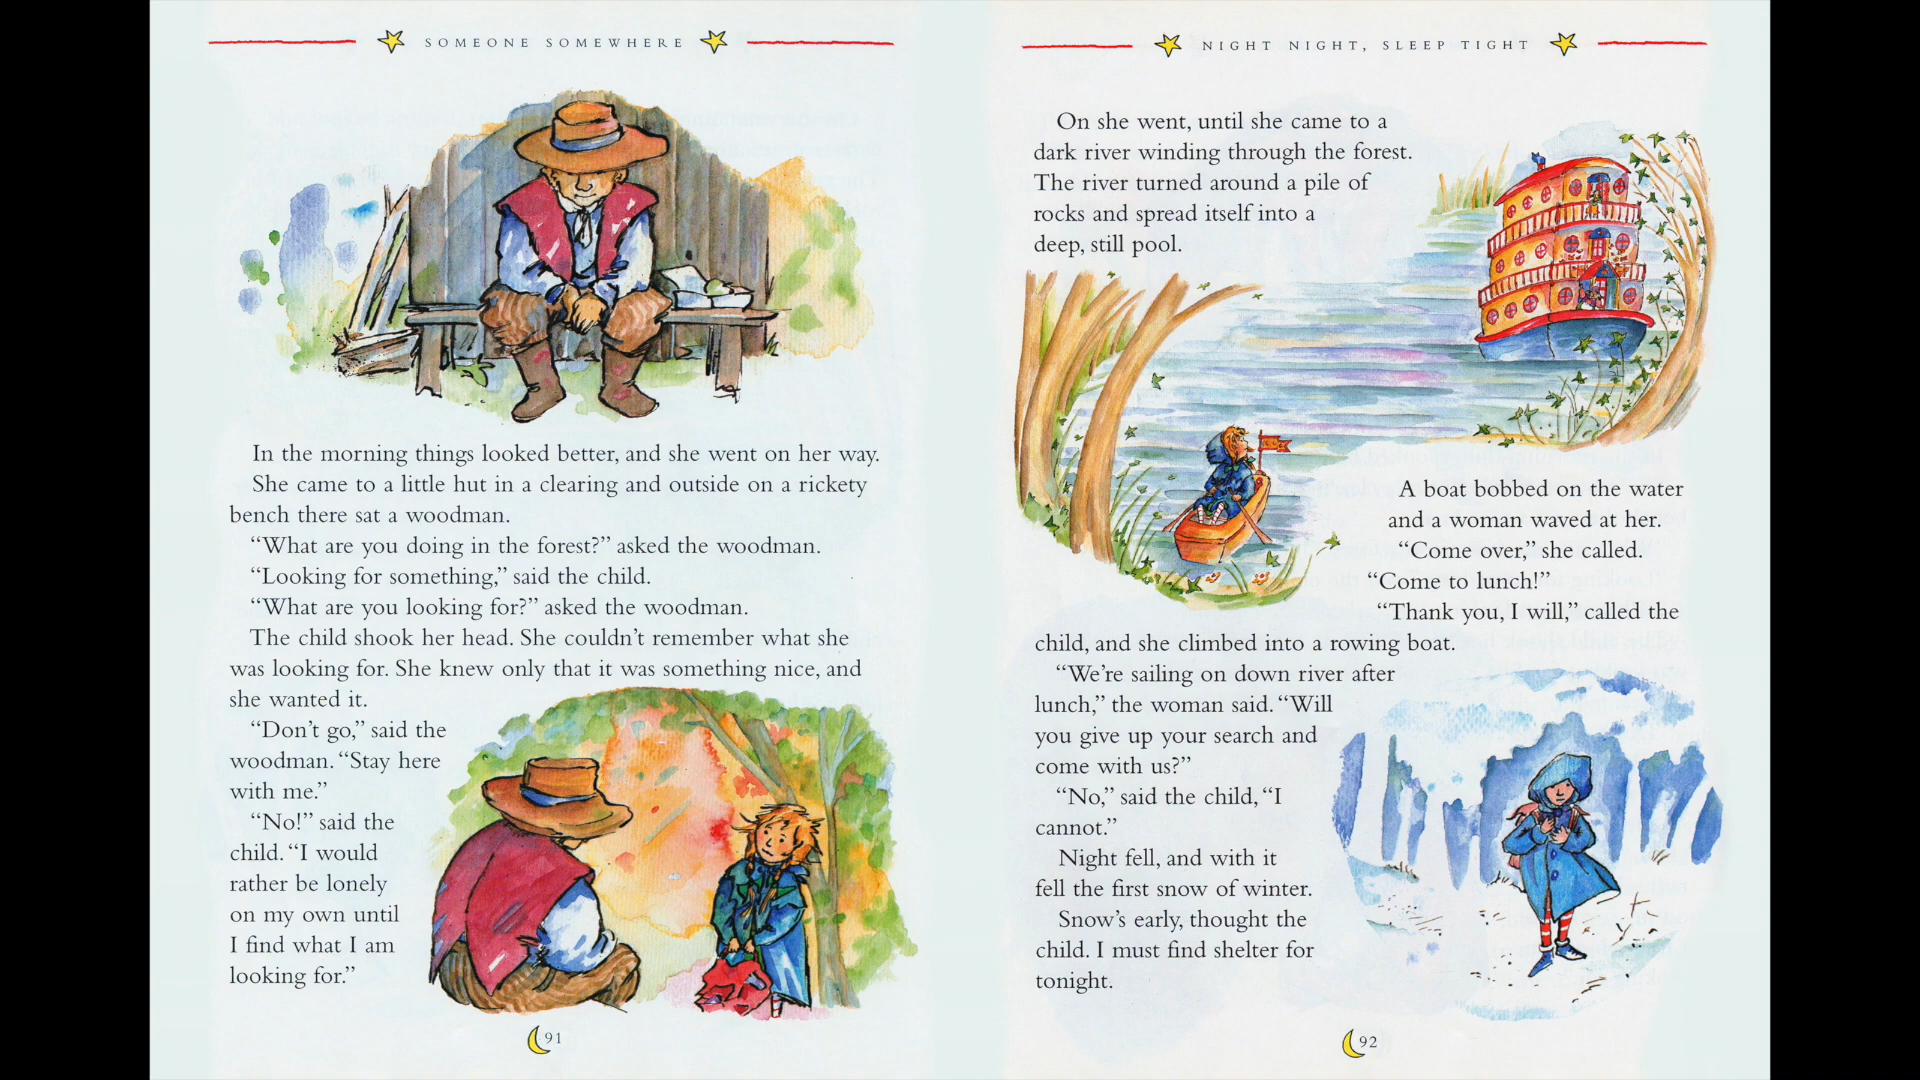 SOMEONE SOMEWHERE
In the morning things looked better, and she went on her way.
She came to a little hut in a clearing and outside on a rickety
bench there sat a woodman.
“What are you doing in the forest?” asked the woodman.
“Looking for something,” said the child.
“What are you looking for?” asked the woodman.
The child shook her head. She couldn’t remember what she
was looking for. She knew only that it was something nice, and
she wanted it.
“Don’t go,” said the
woodman. “Stay here
with me.”
“No!” said the
child. “I would
rather be lonely
on my own until
I find what I am
looking for.”
91
NIGHT NIGHT, SLEEP TIGHT
On she went, until she came to a
dark river winding through the forest.
The river turned around a pile of
rocks and spread itself into a
deep, still pool.
A boat bobbed on the water
and a woman waved at her.
“Come over,” she called.
“Come to lunch!”
“Thank you, I will,” called the
child, and she climbed into a rowing boat.
“We’re sailing on down river after
lunch,” the woman said. “Will
you give up your search and
come with us?”
“No,” said the child, “I
cannot.”
Night fell, and with it
fell the first snow of winter.
Snow’s early, thought the
child. I must find shelter for
tonight.
92